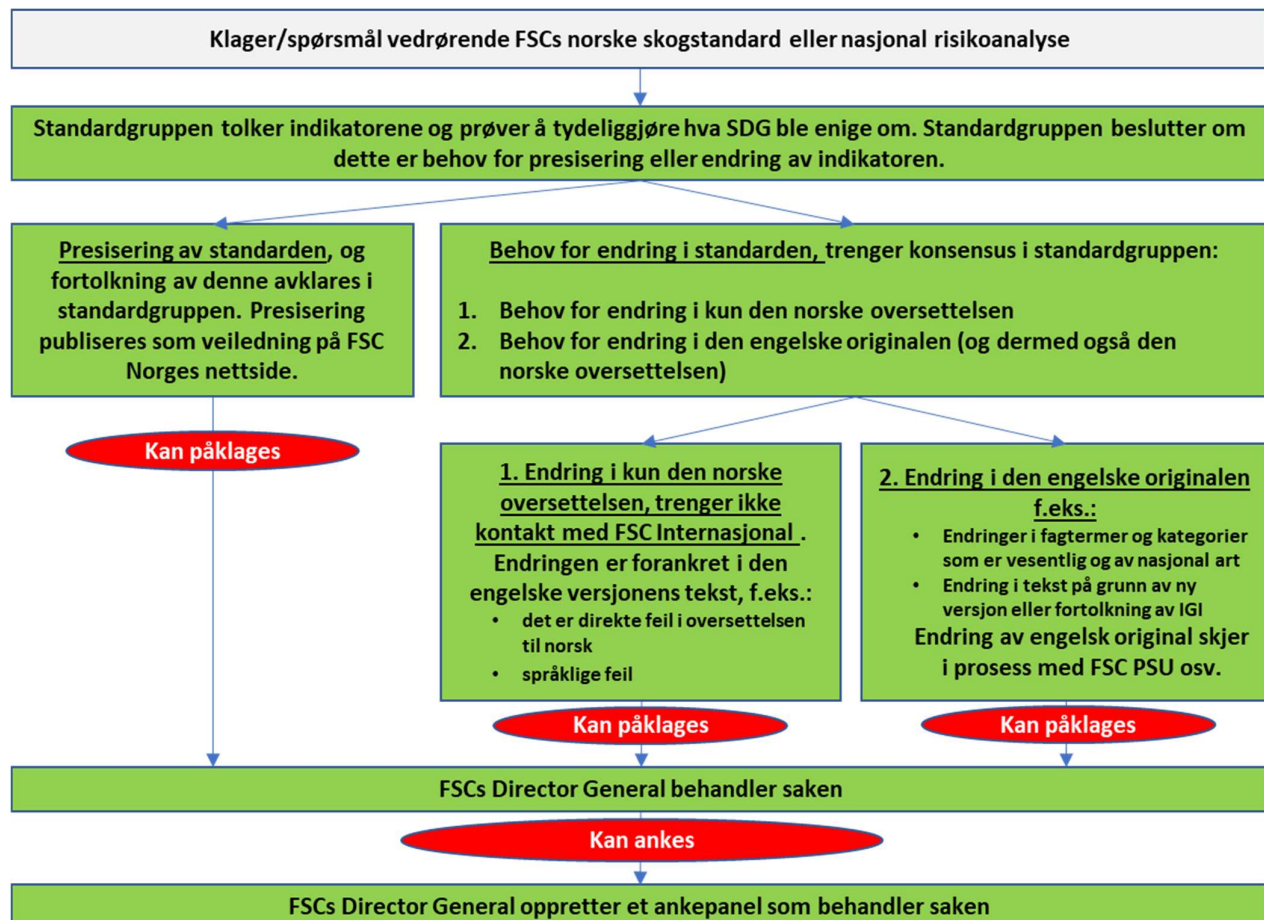 Klager/spørsmål vedrørende FSCs norske skogstandard eller nasjonal risikoanalyse
Standardgruppen tolker indikatorene og prøver å tydeliggjøre hva SDG ble enige om. Standardgruppen beslutter om
dette er behov for presisering eller endring av indikatoren.
Presisering av standarden, og
fortolkning av denne avklares i
standardgruppen. Presisering
publiseres som veiledning på FSC
Norges nettside.
Kan påklages
Behov for endring i standarden, trenger konsensus i standardgruppen:
1. Behov for endring i kun den norske oversettelsen
2. Behov for endring i den engelske originalen (og dermed også den
norske oversettelsen)
1. Endring i kun den norske
oversettelsen, trenger ikke
kontakt med FSC Internasjonal .
Endringen er forankret i den
engelske versjonens tekst, f.eks.:
• det er direkte feil i oversettelsen
til norsk
• språklige feil
Kan påklages
2. Endring i den engelske originalen
f.eks.:
• Endringer i fagtermer og kategorier
som er vesentlig og av nasjonal art
• Endring i tekst på grunn av ny
versjon eller fortolkning av IGI
Endring av engelsk original skjer
i prosess med FSC PSU osv.
Kan påklages
FSCs Director General behandler saken
Kan ankes
FSCs Director General oppretter et ankepanel som behandler saken